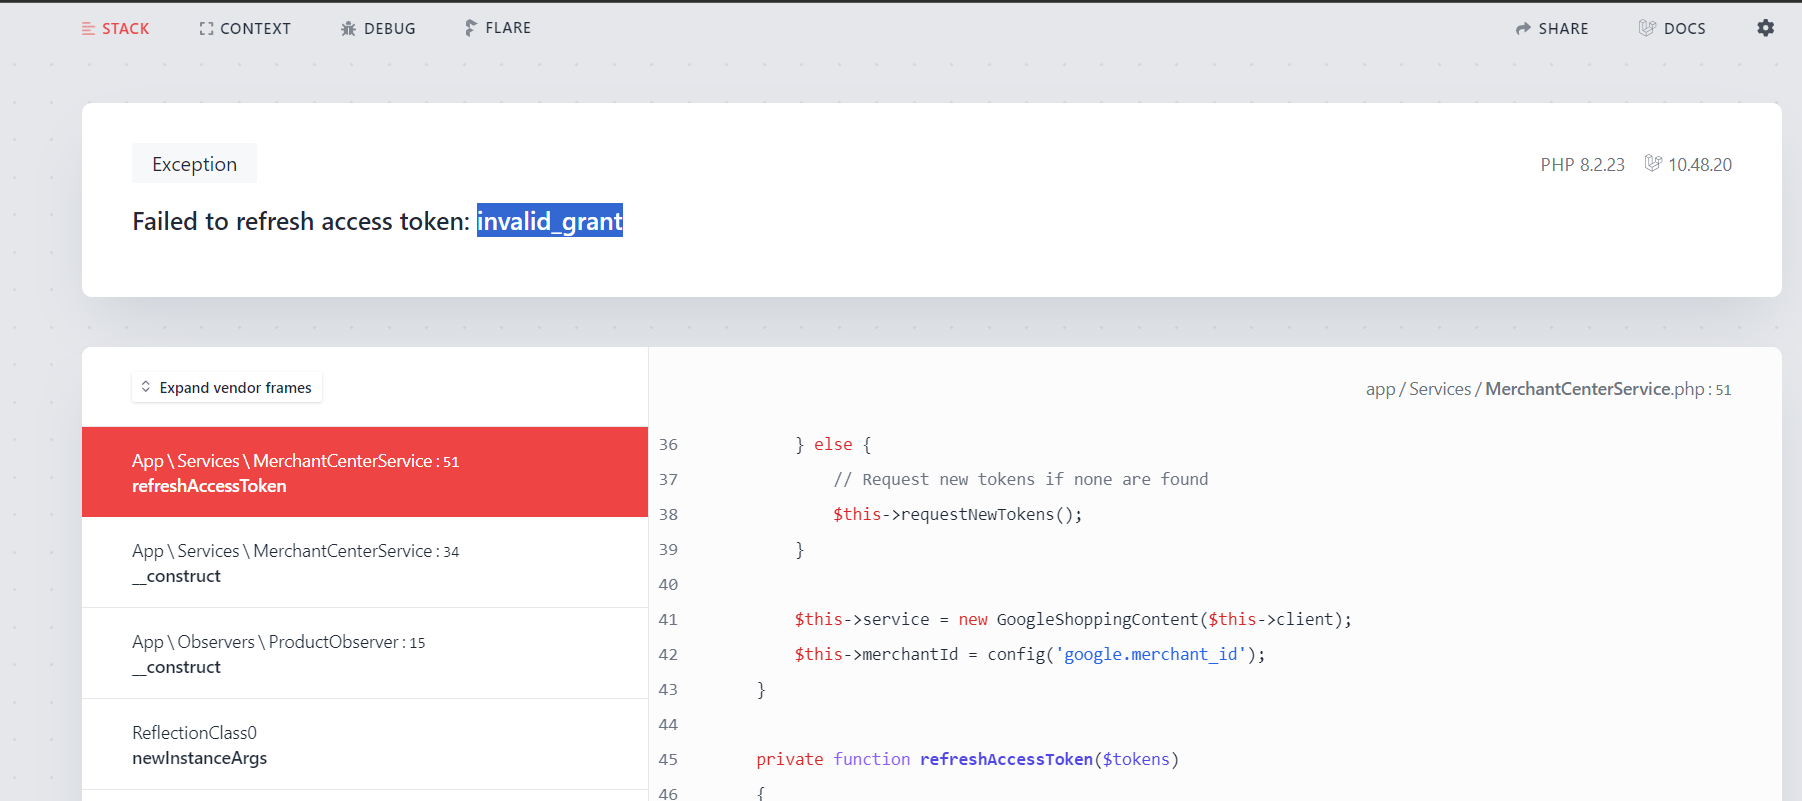 STACK CONTEXT DEBUG FLARE SHARE DOCS
Exception PHP 8.2.23 10.48.20
Failed to refresh access token: invalid_grant
Expand vendor frames
App\Services\MerchantCenterService:51
refreshAccessToken
App\Services\MerchantCenterService:34
__construct
App\Observers\ProductObserver:15
__construct
ReflectionClass0
newInstanceArgs
app/Services/MerchantCenterService.php:51
36 } else {
37 // Request new tokens if none are found
38 $this->requestNewTokens();
39 }
40
41 $this->service = new GoogleShoppingContent($this->client);
42 $this->merchantId = config('google.merchant_id');
43 }
44
45 private function refreshAccessToken($tokens)
46 {